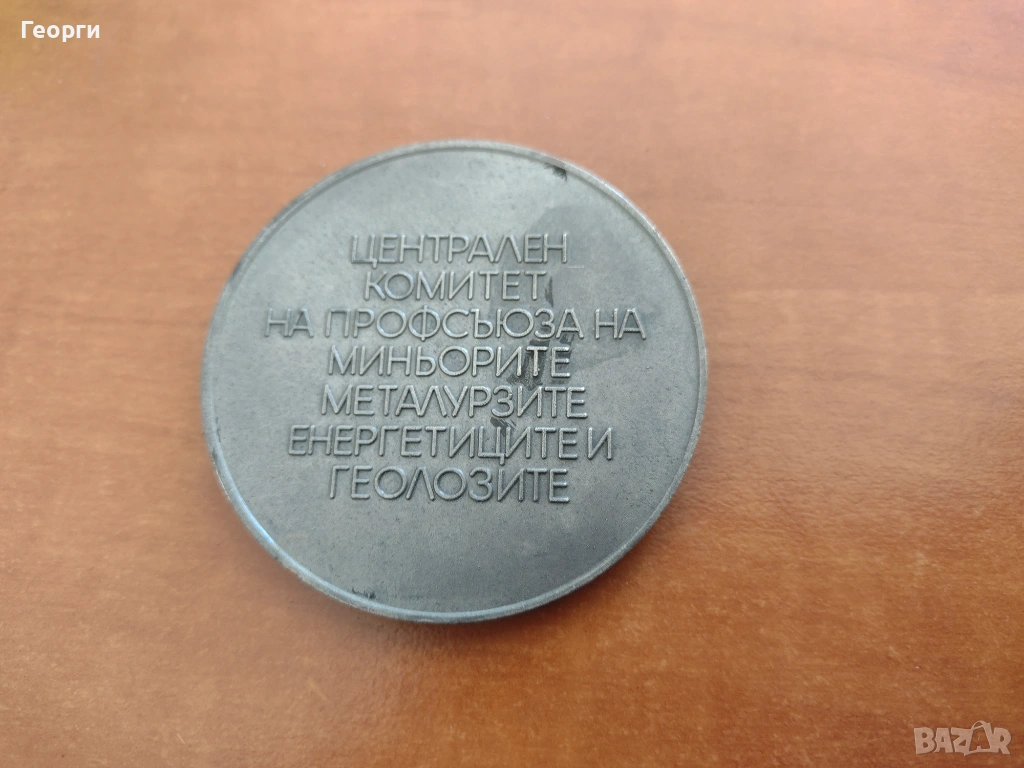 Георги
ЦЕНТРАЛЕН
КОМИТЕТ
НА ПРОФСЪЮЗА НА
МИНЬОРИТЕ
МЕТАЛУРЗИТЕ
ЕНЕРГЕТИЦИТЕ И
ГЕОЛОЗИТЕ
BAZAR